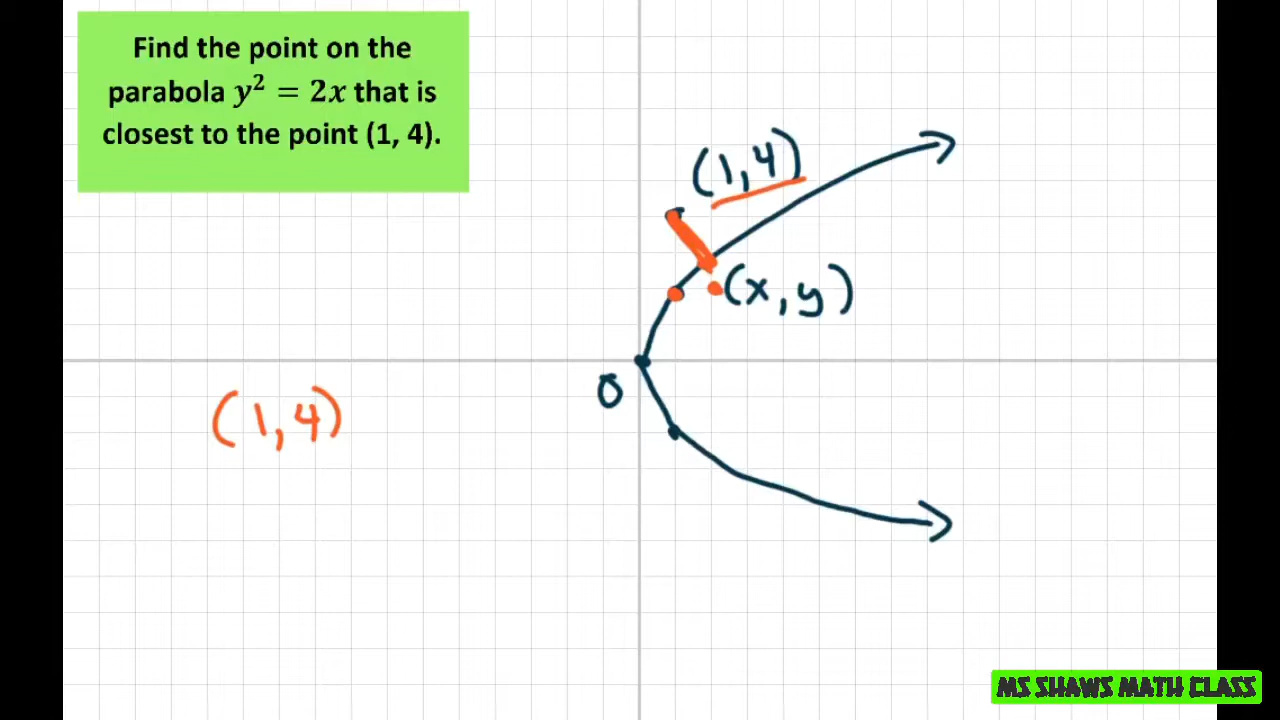 Find the point on the
parabola y² = 2x that is
closest to the point (1, 4).
(1,4)
(x,y)
0
(1,4)
MS SHAWS MATH CLASS